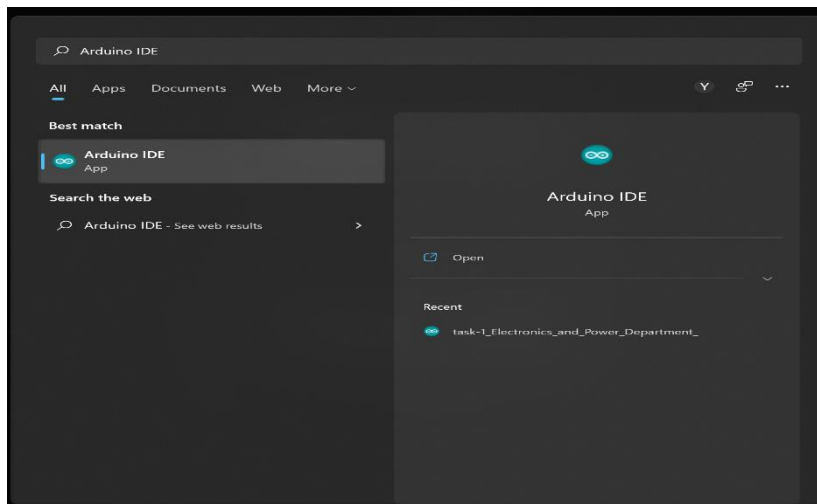 Arduino IDE
All Apps Documents Web More
Y
Best match
Arduino IDE
App
Search the web
Arduino IDE - See web results
Arduino IDE
App
Open
Recent
task-1_Electronics_and_Power_Department_